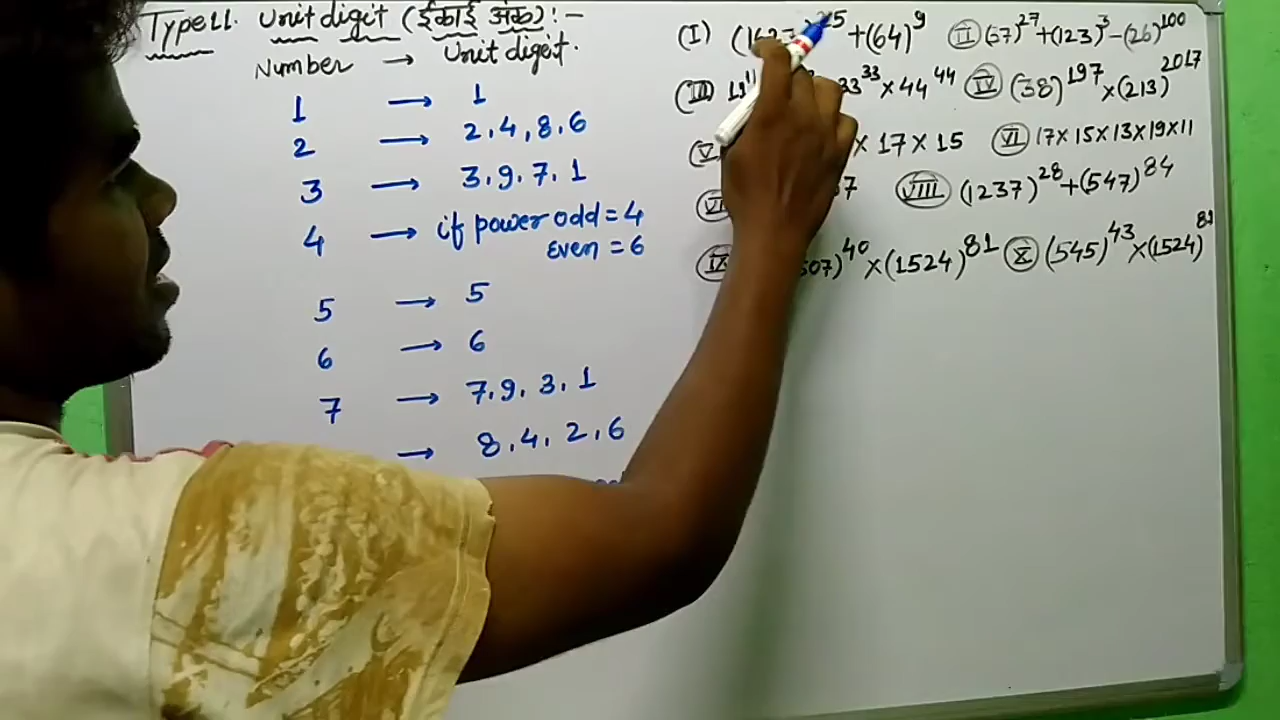 Type 11. Unit digit (ईकाई अंक) :-
Number → Unit digit.
1 → 1
2 → 2, 4, 8, 6
3 → 3, 9, 7, 1
4 → if power odd = 4
even = 6
5 → 5
6 → 6
7 → 7, 9, 3, 1
→ 8, 4, 2, 6
(I) +(64)^9 (II) (57)^27 + (123)^3 - (26)^100
(III) 33^33 × 44^44 (IV) (38)^197 × (213)^2017
× 17 × 15 (VI) 17 × 15 × 13 × 19 × 11
(VIII) (1237)^28 + (547)^84
(IX) 507)^40 × (1524)^81 (X) (545)^43 × (1524)^81